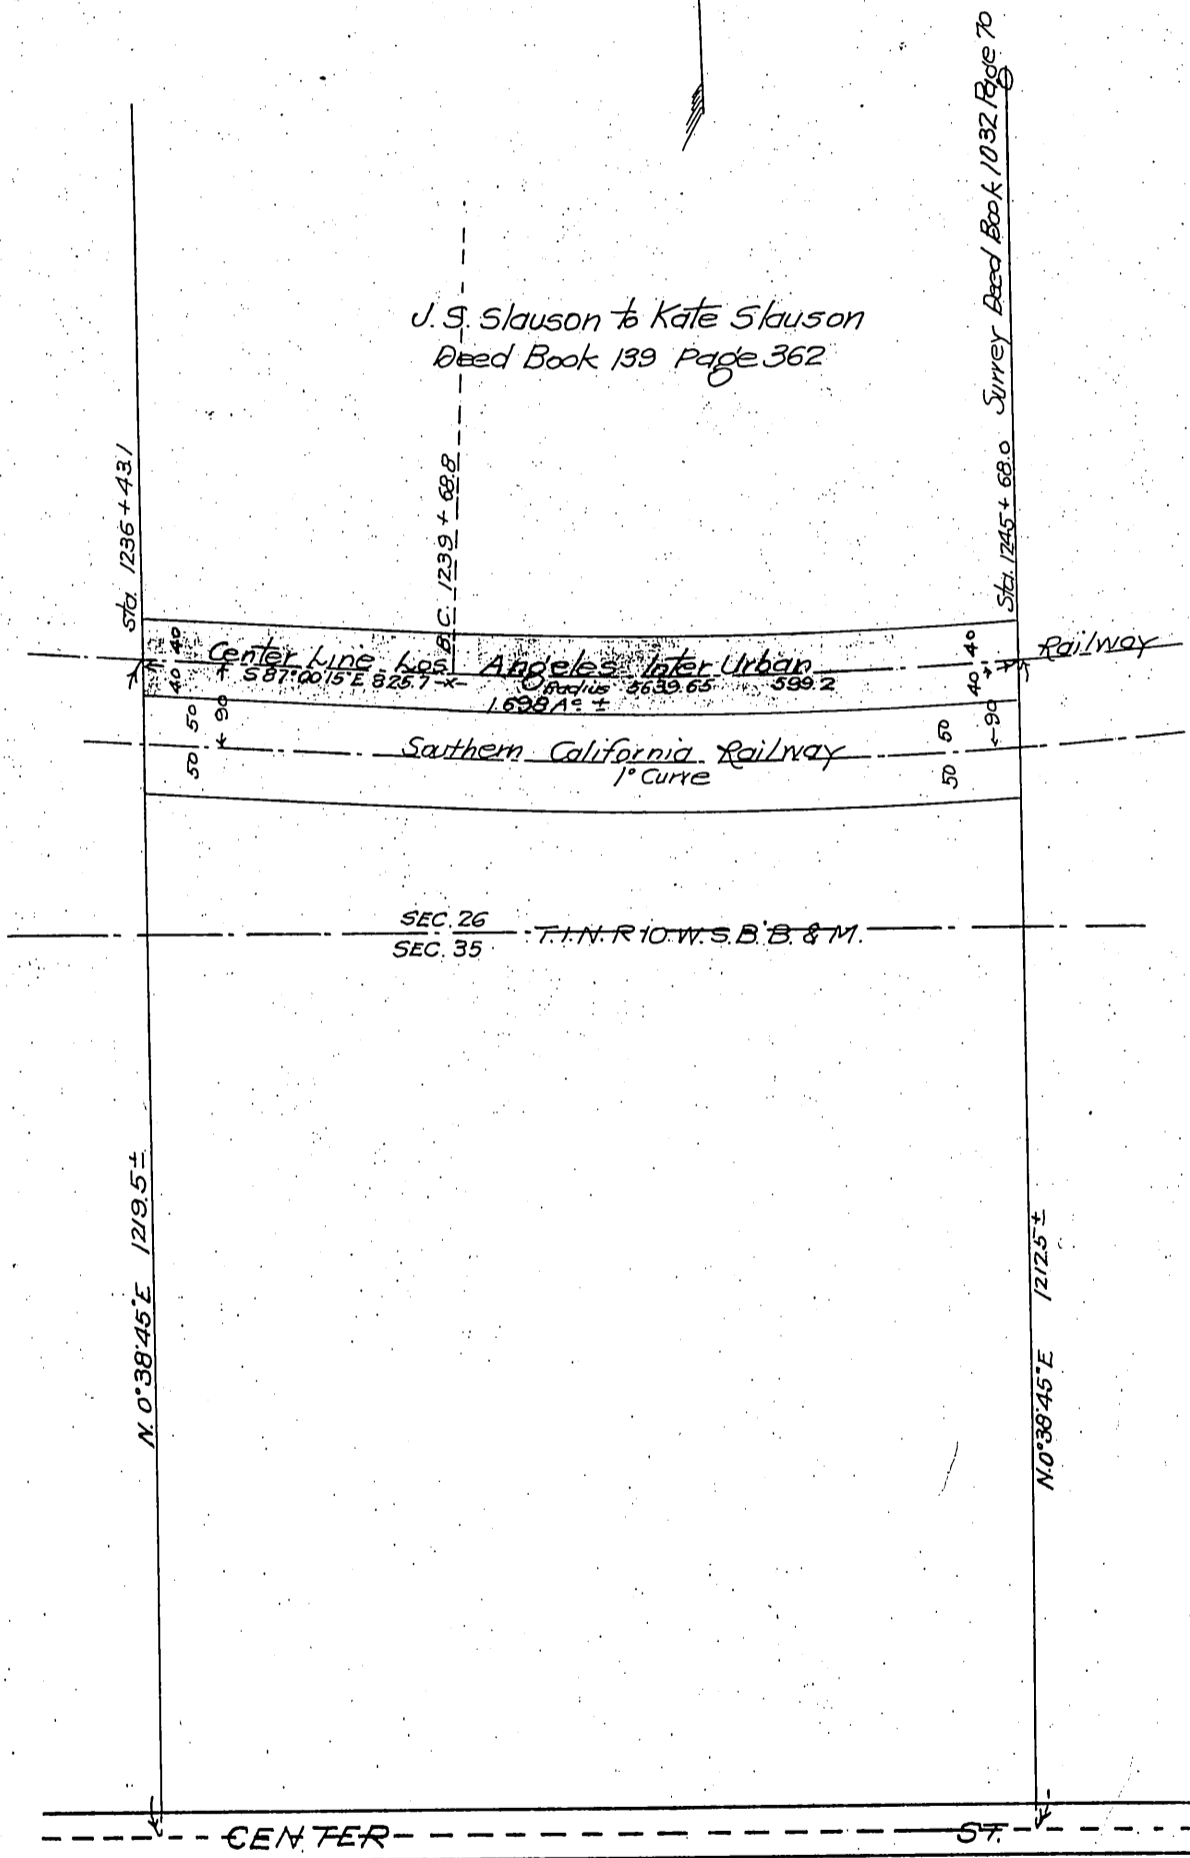 Survey Deed Book 1032 Page 70
J. S. Slauson to Kate Slauson
Deed Book 139 Page 362
Sta. 1236 + 43.1
B.C. 1239 + 68.8
Sta. 1245 + 68.0
40
40
40
40
Center Line Los Angeles Inter Urban Railway
S 87° 00' 15" E 325.7
Radius 5639.65
599.2
1.698 Ac ±
50
90
50
90
Southern California Railway
1° Curve
50
50
SEC. 26
SEC. 35
T.1.N. R 10. W. S. B. B. & M.
N. 0° 38' 45" E 1219.5 ±
N. 0° 38' 45" E 1212.5 ±
CENTER ST.